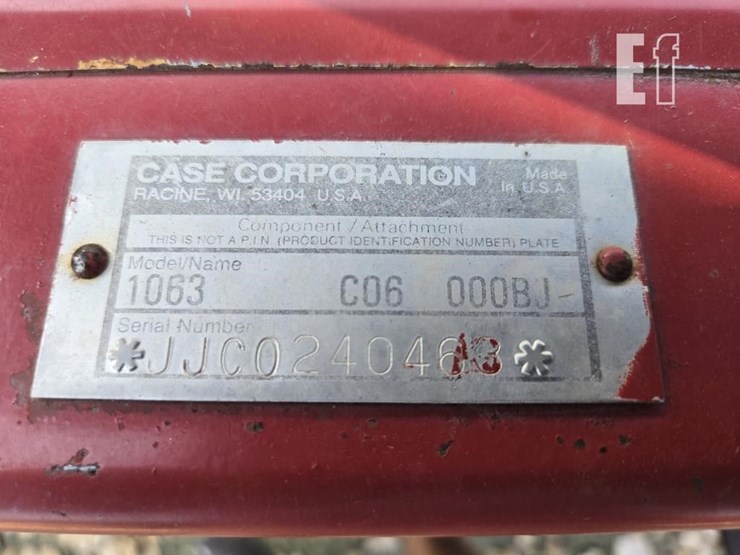 Ef
CASE CORPORATION
RACINE, WI. 53404 U.S.A.
Made
In U.S.A.
Component / Attachment
THIS IS NOT A P.I.N. (PRODUCT IDENTIFICATION NUMBER) PLATE
Model/Name
1063 C06 000BJ-
Serial Number